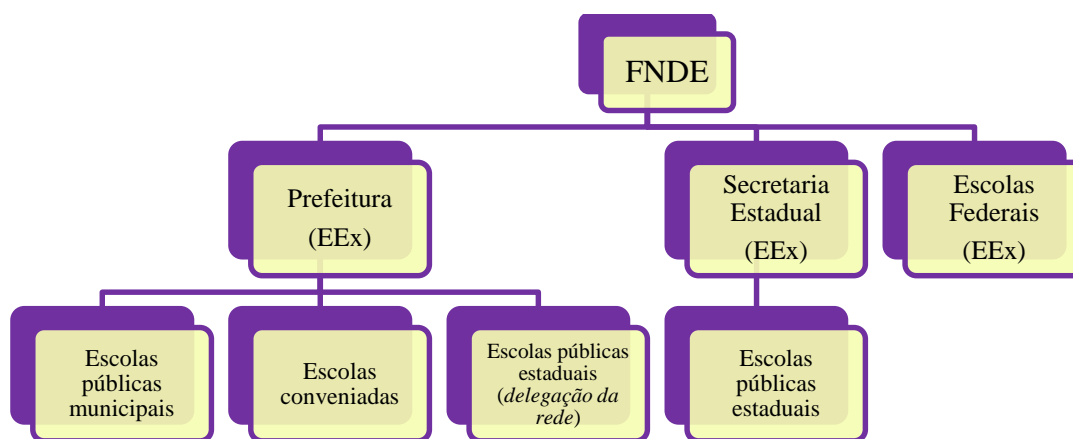 FNDE
Prefeitura
(EEx)
Secretaria
Estadual
(EEx)
Escolas
Federais
(EEx)
Escolas
públicas
municipais
Escolas
conveniadas
Escolas públicas
estaduais
(delegação da
rede)
Escolas
públicas
estaduais